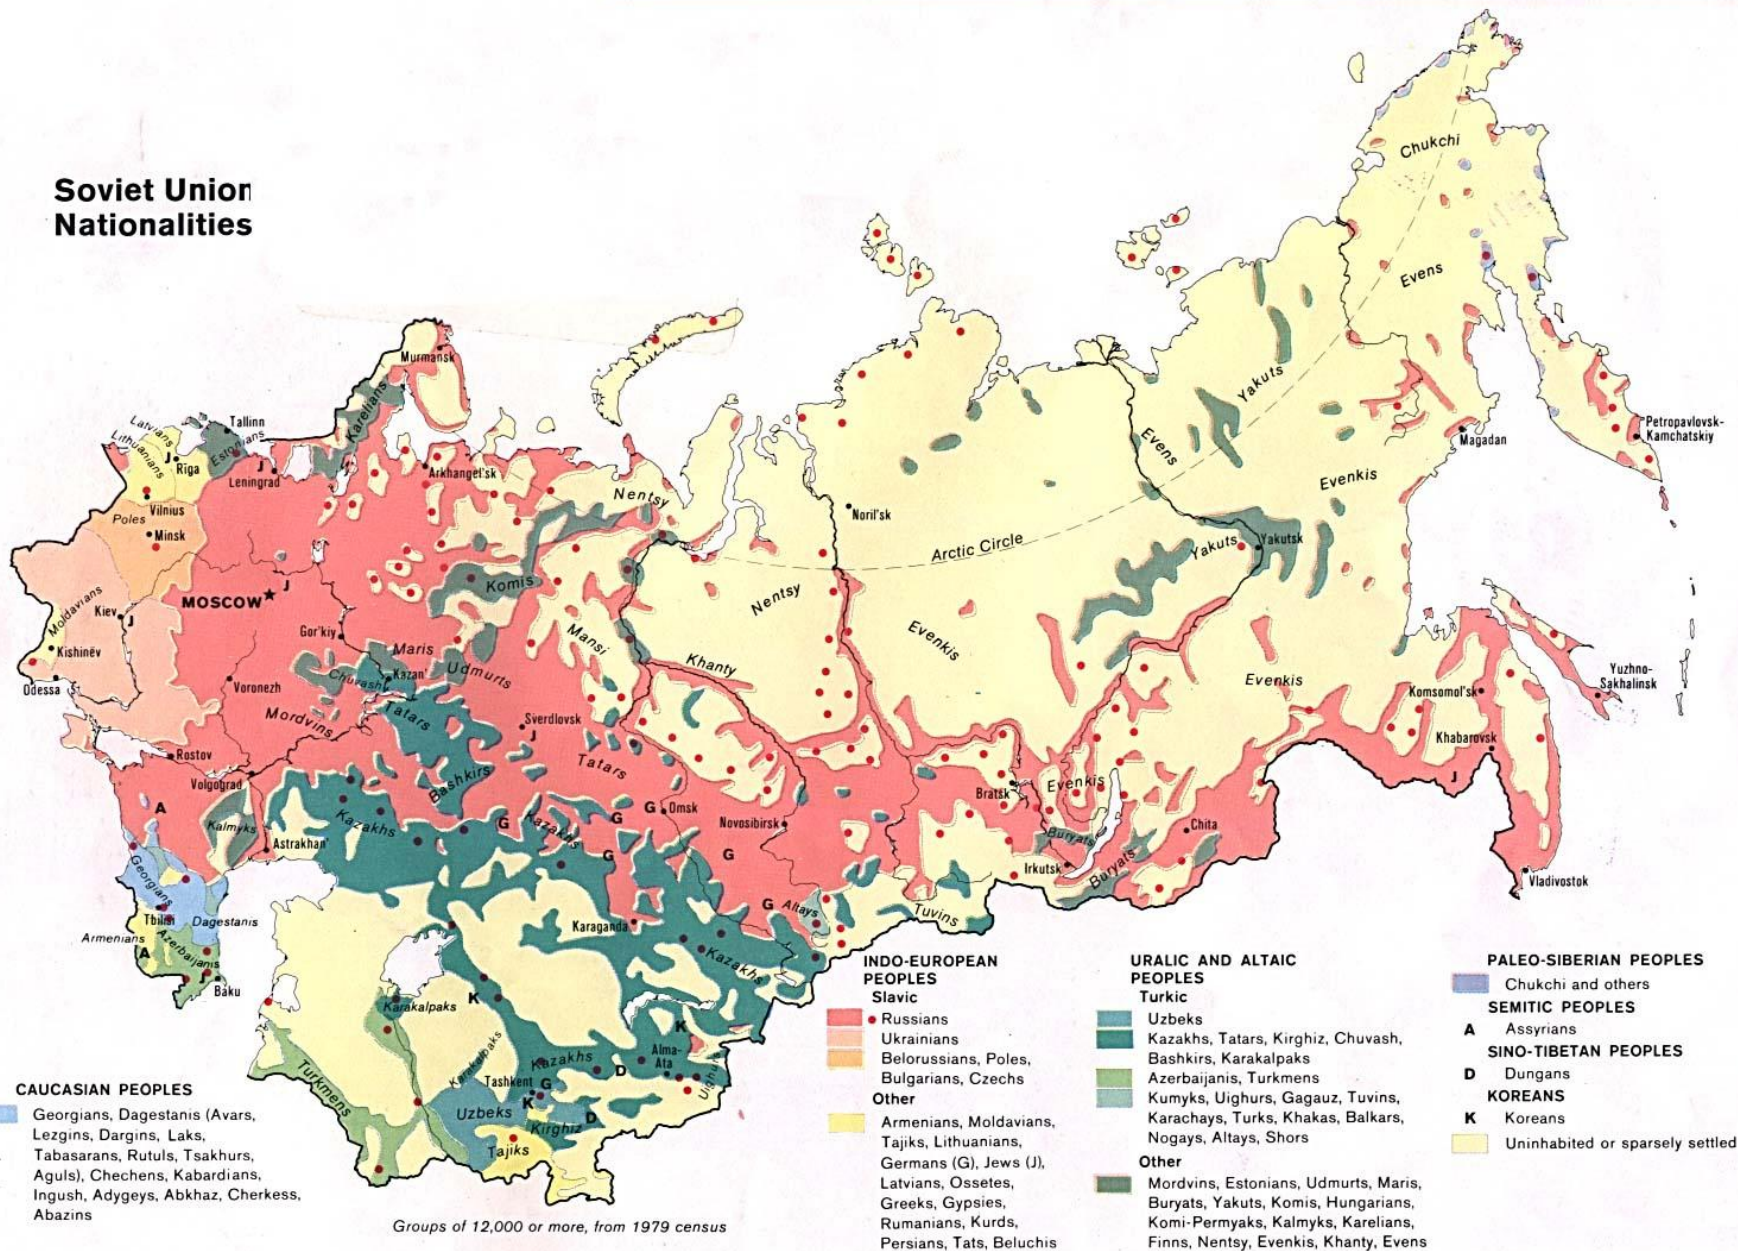 Soviet Union
Nationalities
Chukchi
Evens
Murmansk
Yakuts
Karelians
Latvians
Tallinn
Lithuanians
Estonians
J
Rīga
J
Leningrad
Arkhangel'sk
Nentsy
Evens
Magadan
Petropavlovsk-
Kamchatskiy
Evenkis
Vilnius
Poles
Minsk
Noril'sk
Arctic Circle
Yakuts
Yakutsk
Komis
MOSCOW
J
Nentsy
Moldavians
Kiev
J
Gor'kiy
Mansi
Evenkis
Kishinëv
Maris
Udmurts
Khanty
Chuvash
Kazan'
Odessa
Voronezh
Evenkis
Komsomol'sk
Yuzhno-
Sakhalinsk
Mordvins
Tatars
Sverdlovsk
J
Khabarovsk
Rostov
Tatars
Volgograd
Bashkirs
J
A
Kalmyks
Kazakhs
G
Kazakhs
G
G
Omsk
Novosibirsk
Bratsk
Evenkis
Chita
Astrakhan'
G
G
Buryats
Irkutsk
Buryats
Vladivostok
Georgians
Tbilisi
Dagestanis
Karaganda
G
Altays
Tuvins
Armenians
A
Azerbaijanis
J
Baku
Kazakhs
K
Karakalpaks
K
Karakalpaks
Kazakhs
Alma-
Ata
D
Uighurs
Turkmens
Tashkent
G
K
Uzbeks
D
Kirghiz
Tajiks
CAUCASIAN PEOPLES
Georgians, Dagestanis (Avars,
Lezgins, Dargins, Laks,
Tabasarans, Rutuls, Tsakhurs,
Aguls), Chechens, Kabardians,
Ingush, Adygeys, Abkhaz, Cherkess,
Abazins
Groups of 12,000 or more, from 1979 census
INDO-EUROPEAN
PEOPLES
Slavic
Russians
Ukrainians
Belorussians, Poles,
Bulgarians, Czechs
Other
Armenians, Moldavians,
Tajiks, Lithuanians,
Germans (G), Jews (J),
Latvians, Ossetes,
Greeks, Gypsies,
Rumanians, Kurds,
Persians, Tats, Beluchis
URALIC AND ALTAIC
PEOPLES
Turkic
Uzbeks
Kazakhs, Tatars, Kirghiz, Chuvash,
Bashkirs, Karakalpaks
Azerbaijanis, Turkmens
Kumyks, Uighurs, Gagauz, Tuvins,
Karachays, Turks, Khakas, Balkars,
Nogays, Altays, Shors
Other
Mordvins, Estonians, Udmurts, Maris,
Buryats, Yakuts, Komis, Hungarians,
Komi-Permyaks, Kalmyks, Karelians,
Finns, Nentsy, Evenkis, Khanty, Evens
PALEO-SIBERIAN PEOPLES
Chukchi and others
SEMITIC PEOPLES
A Assyrians
SINO-TIBETAN PEOPLES
D Dungans
KOREANS
K Koreans
Uninhabited or sparsely settled